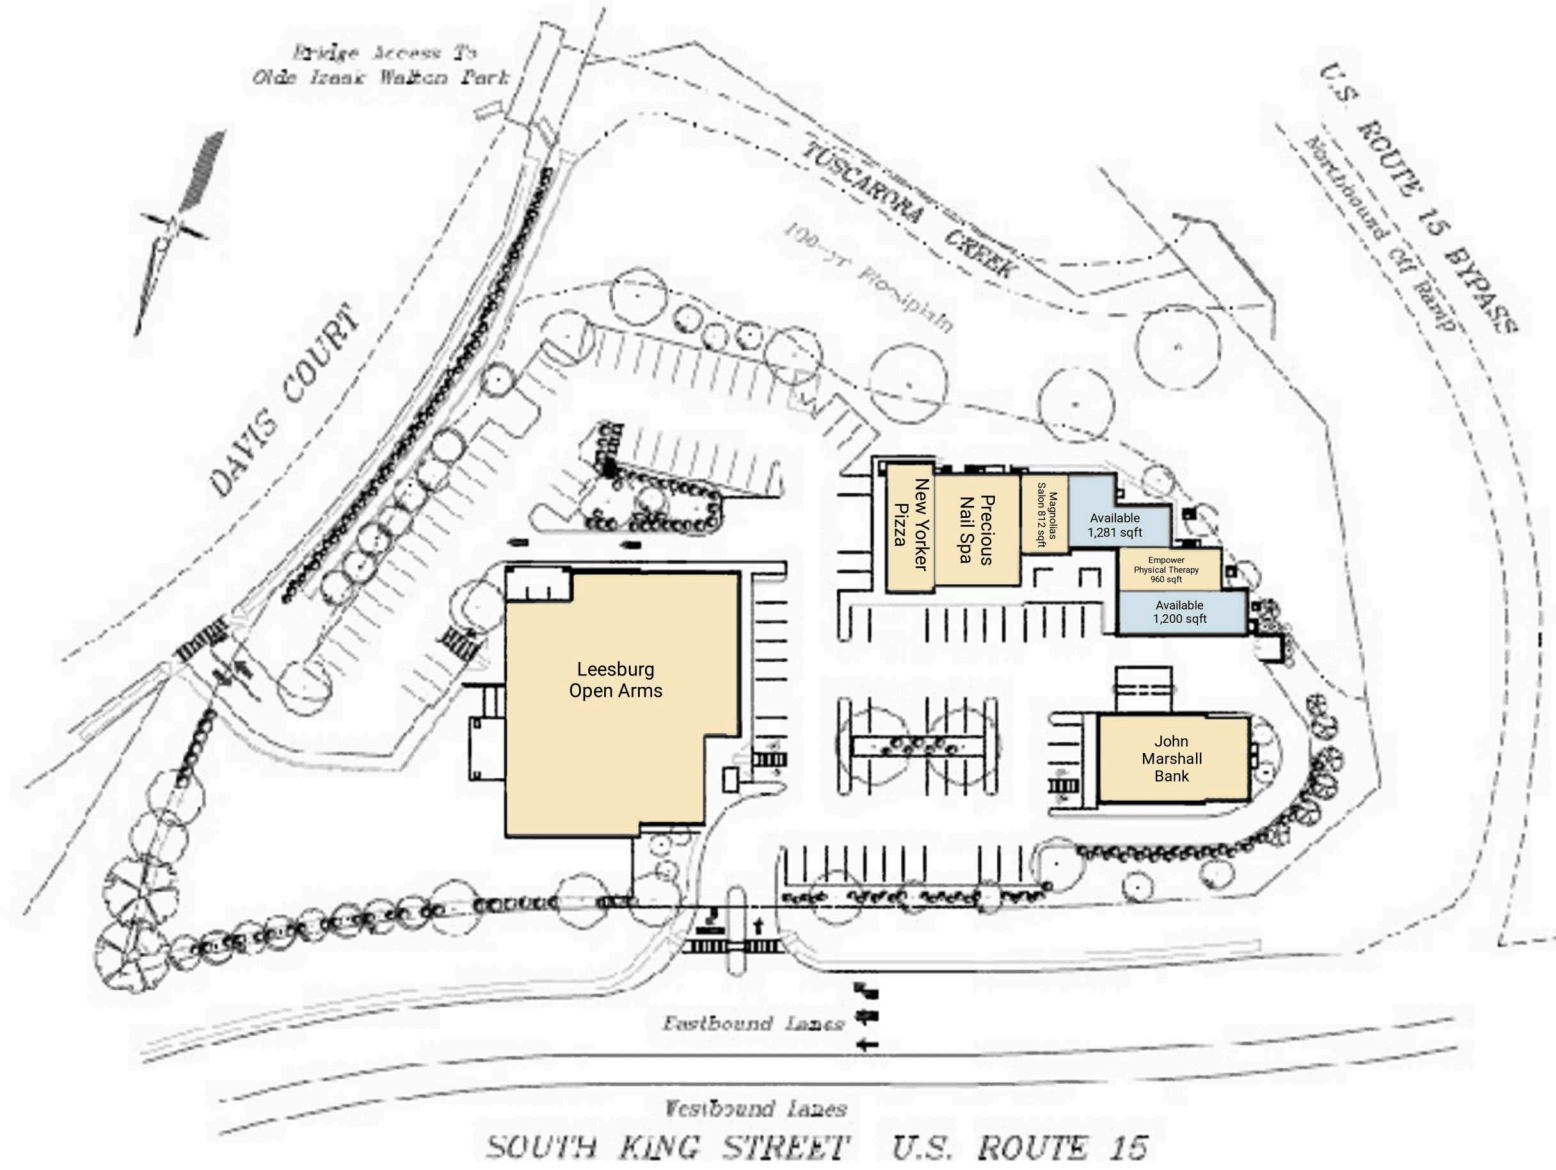 Bridge Access To
Olde Izaak Walton Park
U.S. ROUTE 15 BYPASS
Northbound Off Ramp
TUSCARORA CREEK
100-yr Floodplain
DAVIS COURT
New Yorker
Pizza
Precious
Nail Spa
Magnolias
Salon 812 sqft
Available
1,281 sqft
Empower
Physical Therapy
960 sqft
Available
1,200 sqft
Leesburg
Open Arms
John
Marshall
Bank
Eastbound Lanes
Westbound Lanes
SOUTH KING STREET U.S. ROUTE 15